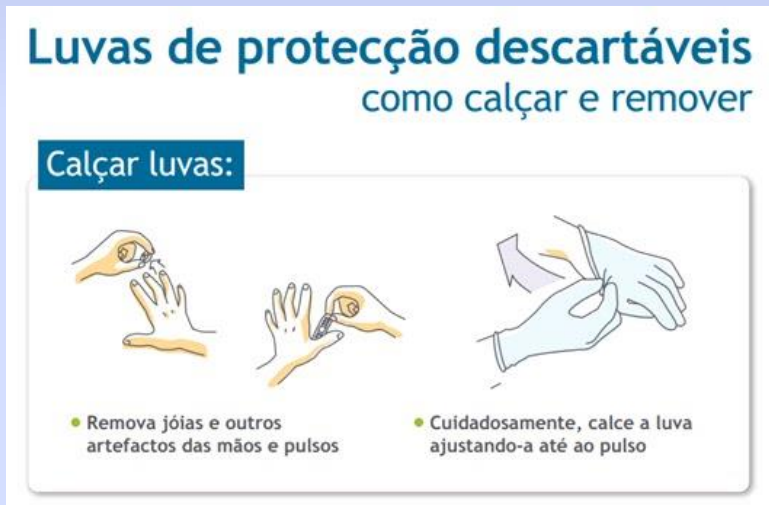 Luvas de protecção descartáveis
como calçar e remover
Calçar luvas:
• Remova jóias e outros
artefactos das mãos e pulsos
• Cuidadosamente, calce a luva
ajustando-a até ao pulso